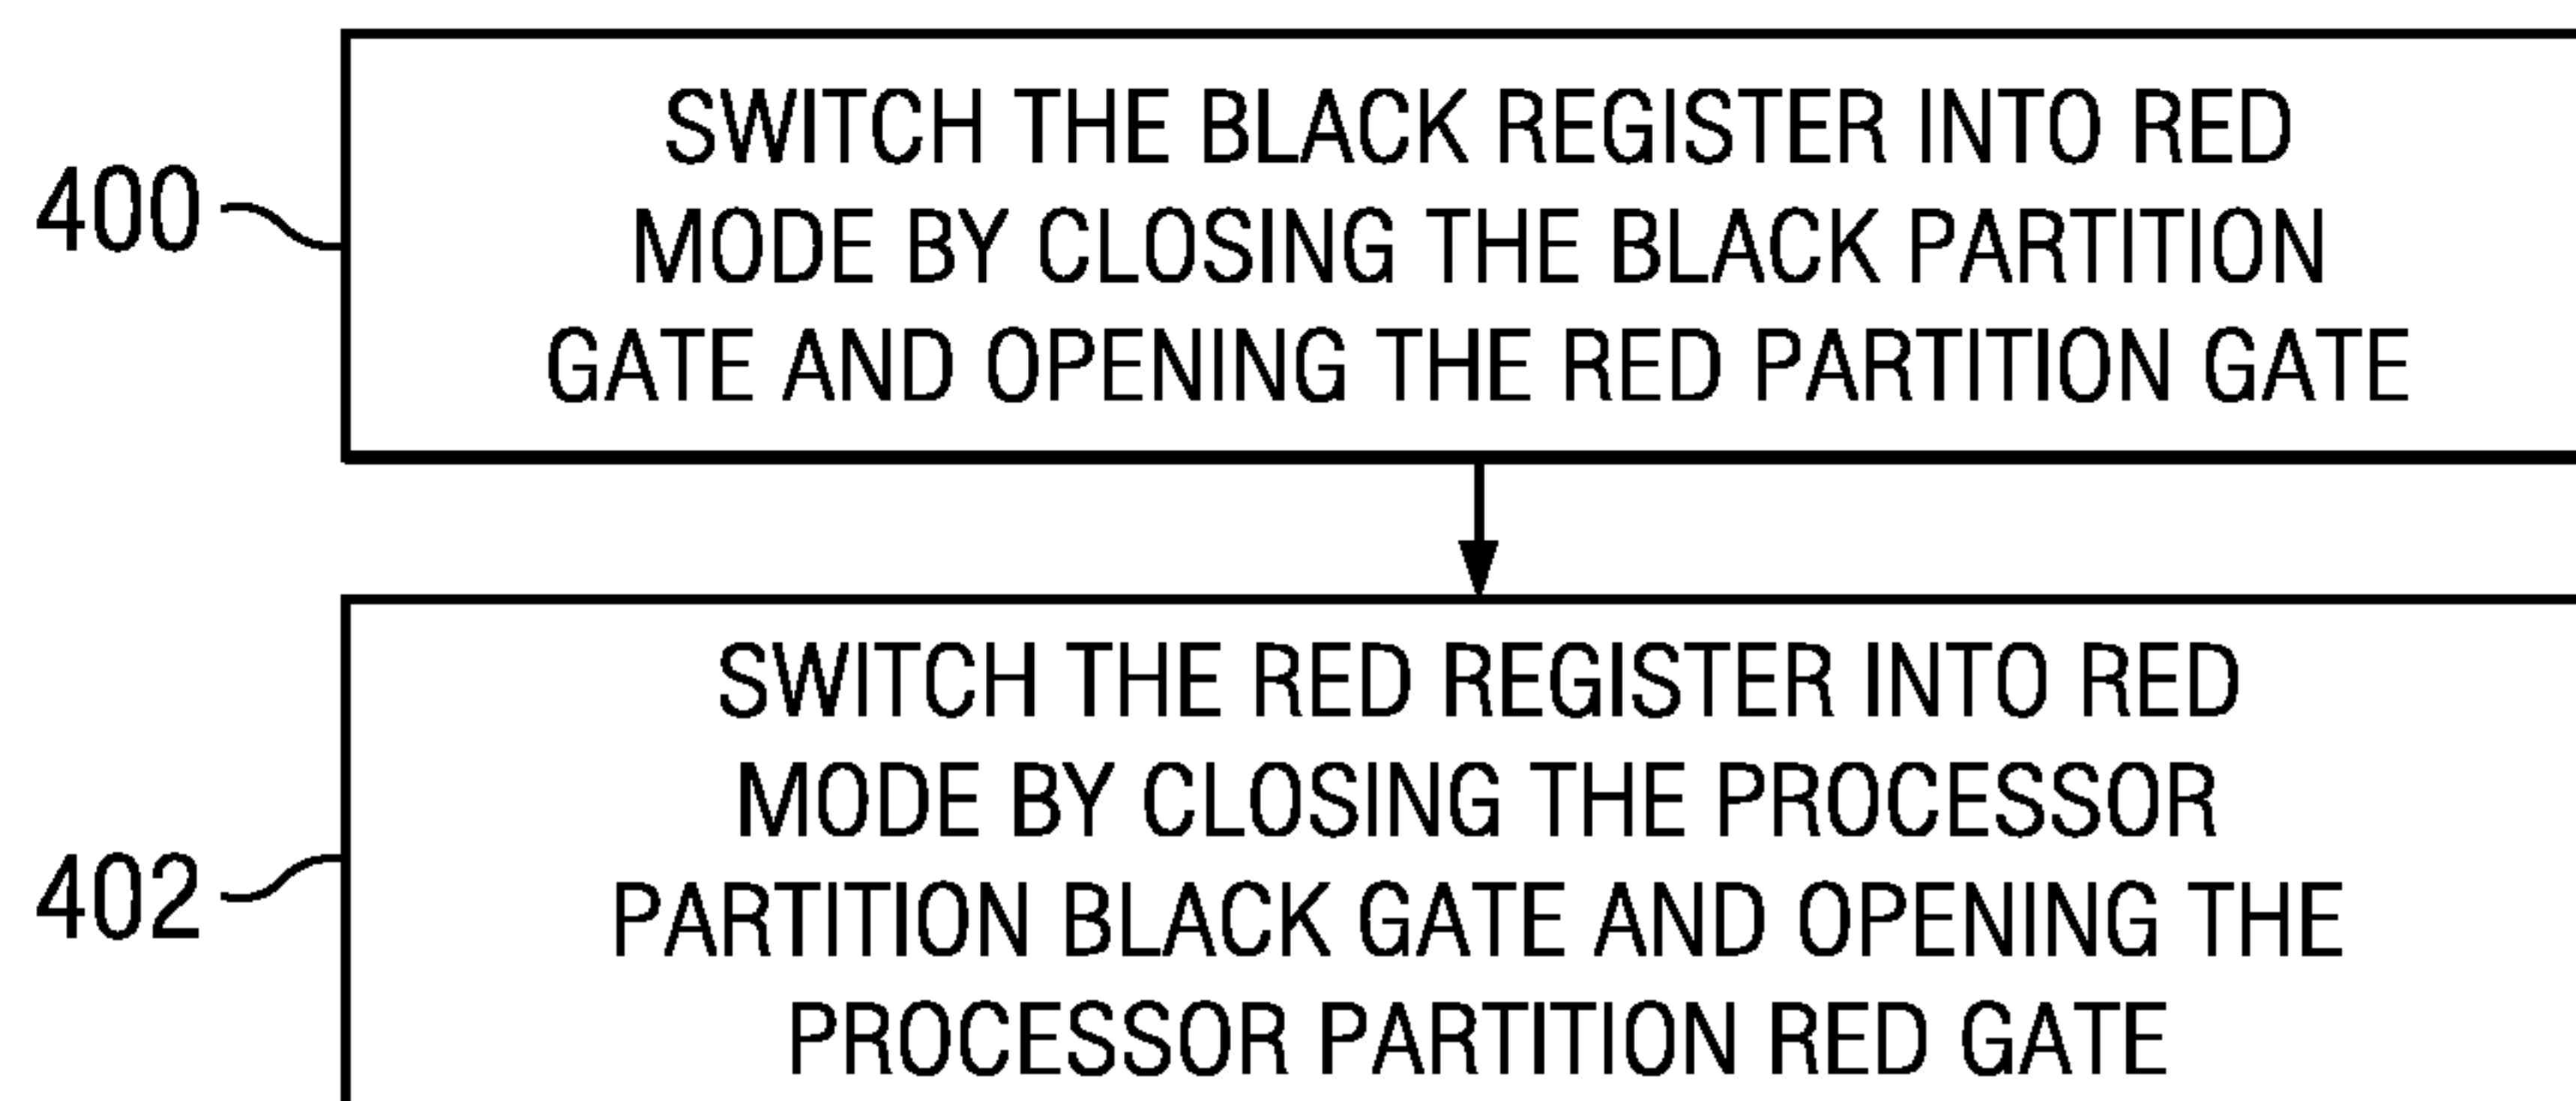 400
SWITCH THE BLACK REGISTER INTO RED
MODE BY CLOSING THE BLACK PARTITION
GATE AND OPENING THE RED PARTITION GATE
402
SWITCH THE RED REGISTER INTO RED
MODE BY CLOSING THE PROCESSOR
PARTITION BLACK GATE AND OPENING THE
PROCESSOR PARTITION RED GATE